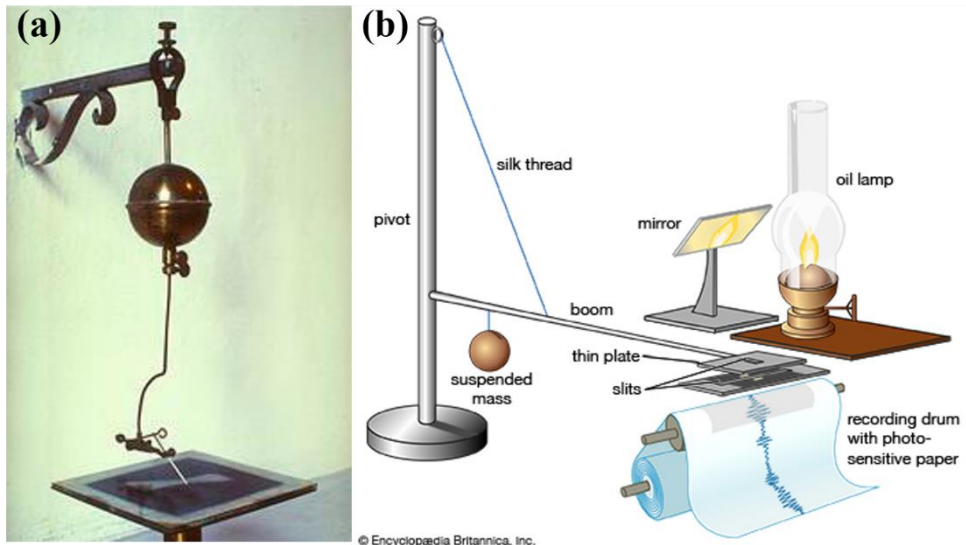 (a)
(b)
silk thread
oil lamp
pivot
mirror
boom
thin plate
suspended
mass
slits
recording drum
with photo-
sensitive paper
© Encyclopædia Britannica, Inc.